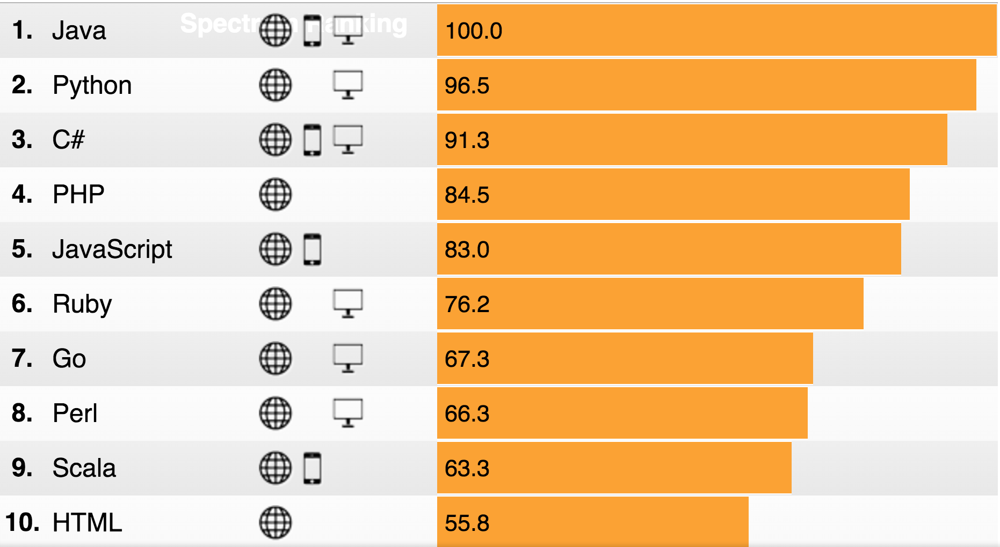 Spectrum Ranking
1. Java 100.0
2. Python 96.5
3. C# 91.3
4. PHP 84.5
5. JavaScript 83.0
6. Ruby 76.2
7. Go 67.3
8. Perl 66.3
9. Scala 63.3
10. HTML 55.8